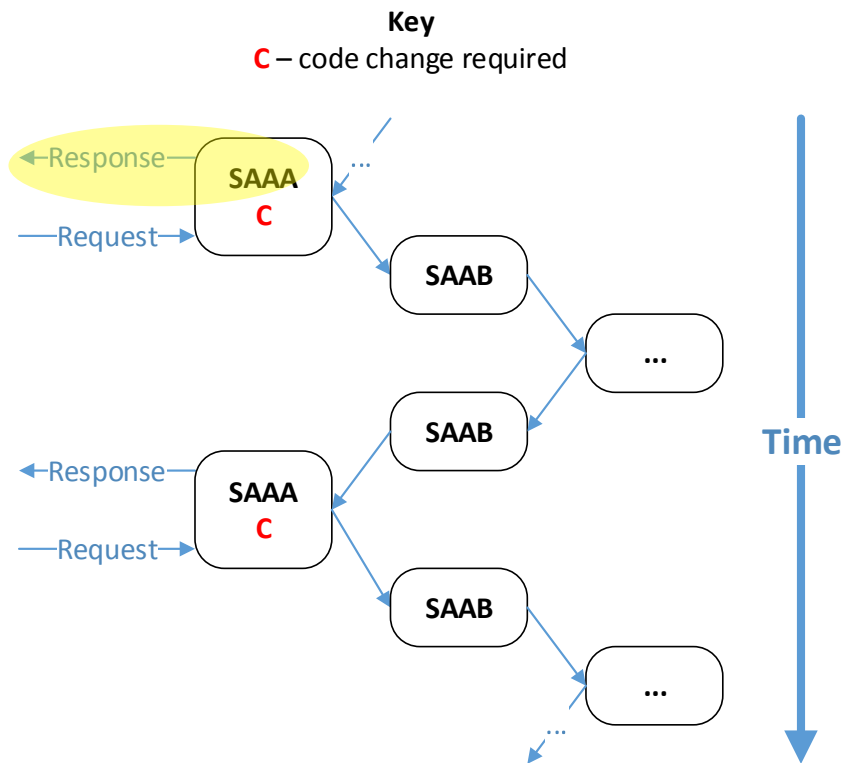 Key
C – code change required
...
Response
SAAA
C
Request
SAAB
...
SAAB
Time
Response
SAAA
C
Request
SAAB
...
...